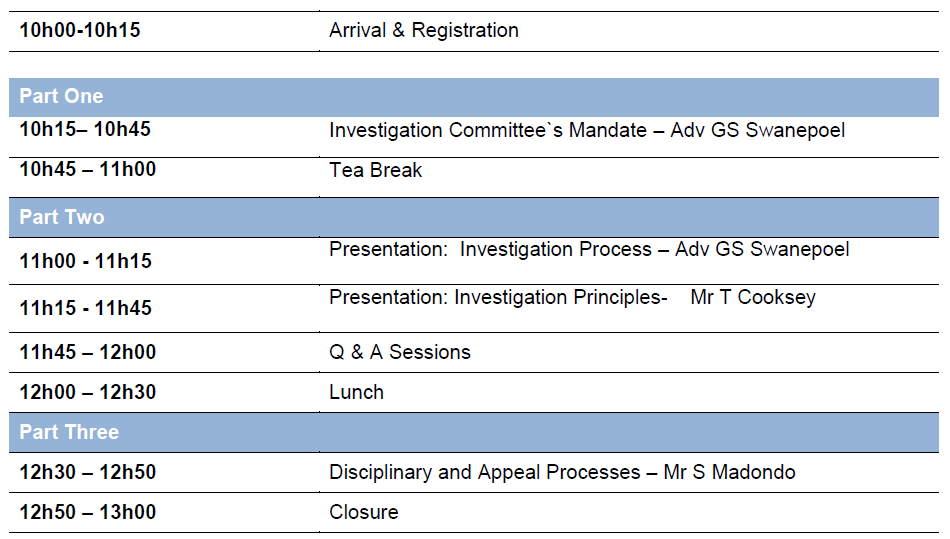 10h00-10h15 Arrival & Registration
Part One
10h15– 10h45 Investigation Committee`s Mandate – Adv GS Swanepoel
10h45 – 11h00 Tea Break
Part Two
11h00 - 11h15 Presentation:  Investigation Process – Adv GS Swanepoel
11h15 - 11h45 Presentation: Investigation Principles-    Mr T Cooksey
11h45 – 12h00 Q & A Sessions
12h00 – 12h30 Lunch
Part Three
12h30 – 12h50 Disciplinary and Appeal Processes – Mr S Madondo
12h50 – 13h00 Closure